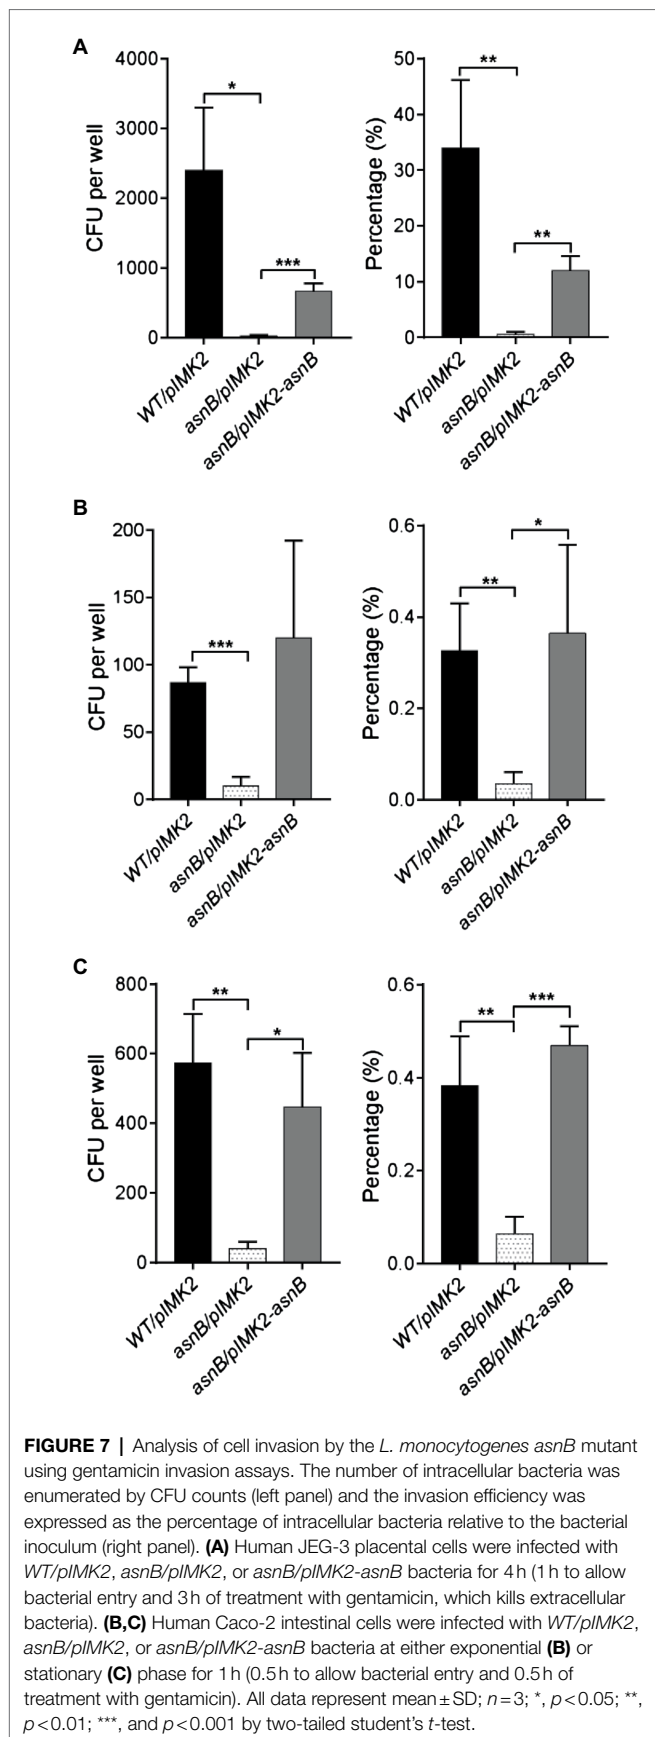 A
4000
3000
2000
1000
0
CFU per well
*
***
WT/pIMK2
asnB/pIMK2
asnB/pIMK2-asnB
50
40
30
20
10
0
Percentage (%)
**
**
WT/pIMK2
asnB/pIMK2
asnB/pIMK2-asnB
B
200
150
100
50
0
CFU per well
***
WT/pIMK2
asnB/pIMK2
asnB/pIMK2-asnB
0.6
0.4
0.2
0.0
Percentage (%)
**
*
WT/pIMK2
asnB/pIMK2
asnB/pIMK2-asnB
C
800
600
400
200
0
CFU per well
**
*
WT/pIMK2
asnB/pIMK2
asnB/pIMK2-asnB
0.6
0.4
0.2
0.0
Percentage (%)
**
***
WT/pIMK2
asnB/pIMK2
asnB/pIMK2-asnB
FIGURE 7 | Analysis of cell invasion by the L. monocytogenes asnB mutant
using gentamicin invasion assays. The number of intracellular bacteria was
enumerated by CFU counts (left panel) and the invasion efficiency was
expressed as the percentage of intracellular bacteria relative to the bacterial
inoculum (right panel). (A) Human JEG-3 placental cells were infected with
WT/pIMK2, asnB/pIMK2, or asnB/pIMK2-asnB bacteria for 4 h (1 h to allow
bacterial entry and 3 h of treatment with gentamicin, which kills extracellular
bacteria). (B,C) Human Caco-2 intestinal cells were infected with WT/pIMK2,
asnB/pIMK2, or asnB/pIMK2-asnB bacteria at either exponential (B) or
stationary (C) phase for 1 h (0.5 h to allow bacterial entry and 0.5 h of
treatment with gentamicin). All data represent mean ± SD; n = 3; *, p < 0.05; **,
p < 0.01; ***, and p < 0.001 by two-tailed student's t-test.